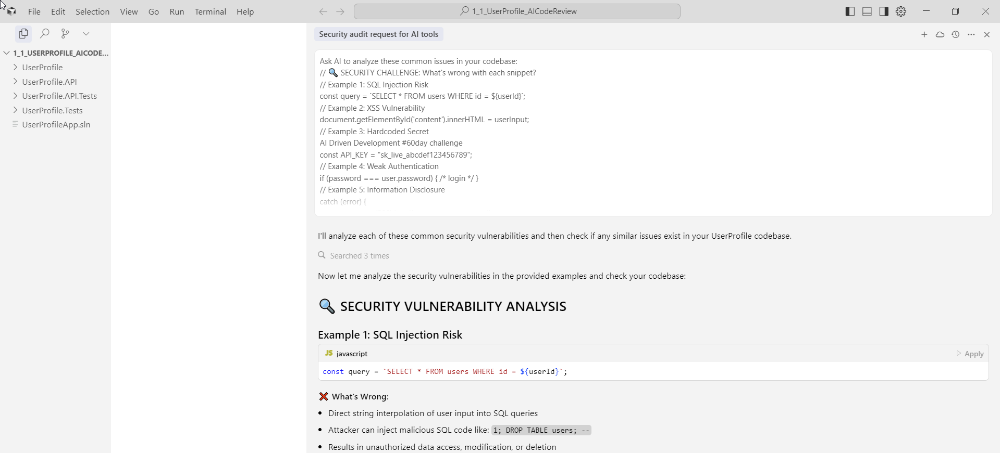 File Edit Selection View Go Run Terminal Help
1_1_UserProfile_AICodeReview
1_1_USERPROFILE_AICODE...
UserProfile
UserProfile.API
UserProfile.API.Tests
UserProfile.Tests
UserProfileApp.sln
Security audit request for AI tools
Ask AI to analyze these common issues in your codebase:
// 🔍 SECURITY CHALLENGE: What's wrong with each snippet?
// Example 1: SQL Injection Risk
const query = `SELECT * FROM users WHERE id = ${userId}`;
// Example 2: XSS Vulnerability
document.getElementById('content').innerHTML = userInput;
// Example 3: Hardcoded Secret
AI Driven Development #60day challenge
const API_KEY = "sk_live_abcdef123456789";
// Example 4: Weak Authentication
if (password === user.password) { /* login */ }
// Example 5: Information Disclosure
catch (error) {
I'll analyze each of these common security vulnerabilities and then check if any similar issues exist in your UserProfile codebase.
Searched 3 times
Now let me analyze the security vulnerabilities in the provided examples and check your codebase:
🔍 SECURITY VULNERABILITY ANALYSIS
Example 1: SQL Injection Risk
JS javascript
Apply
const query = `SELECT * FROM users WHERE id = ${userId}`;
❌ What's Wrong:
• Direct string interpolation of user input into SQL queries
• Attacker can inject malicious SQL code like: 1; DROP TABLE users; --
• Results in unauthorized data access, modification, or deletion